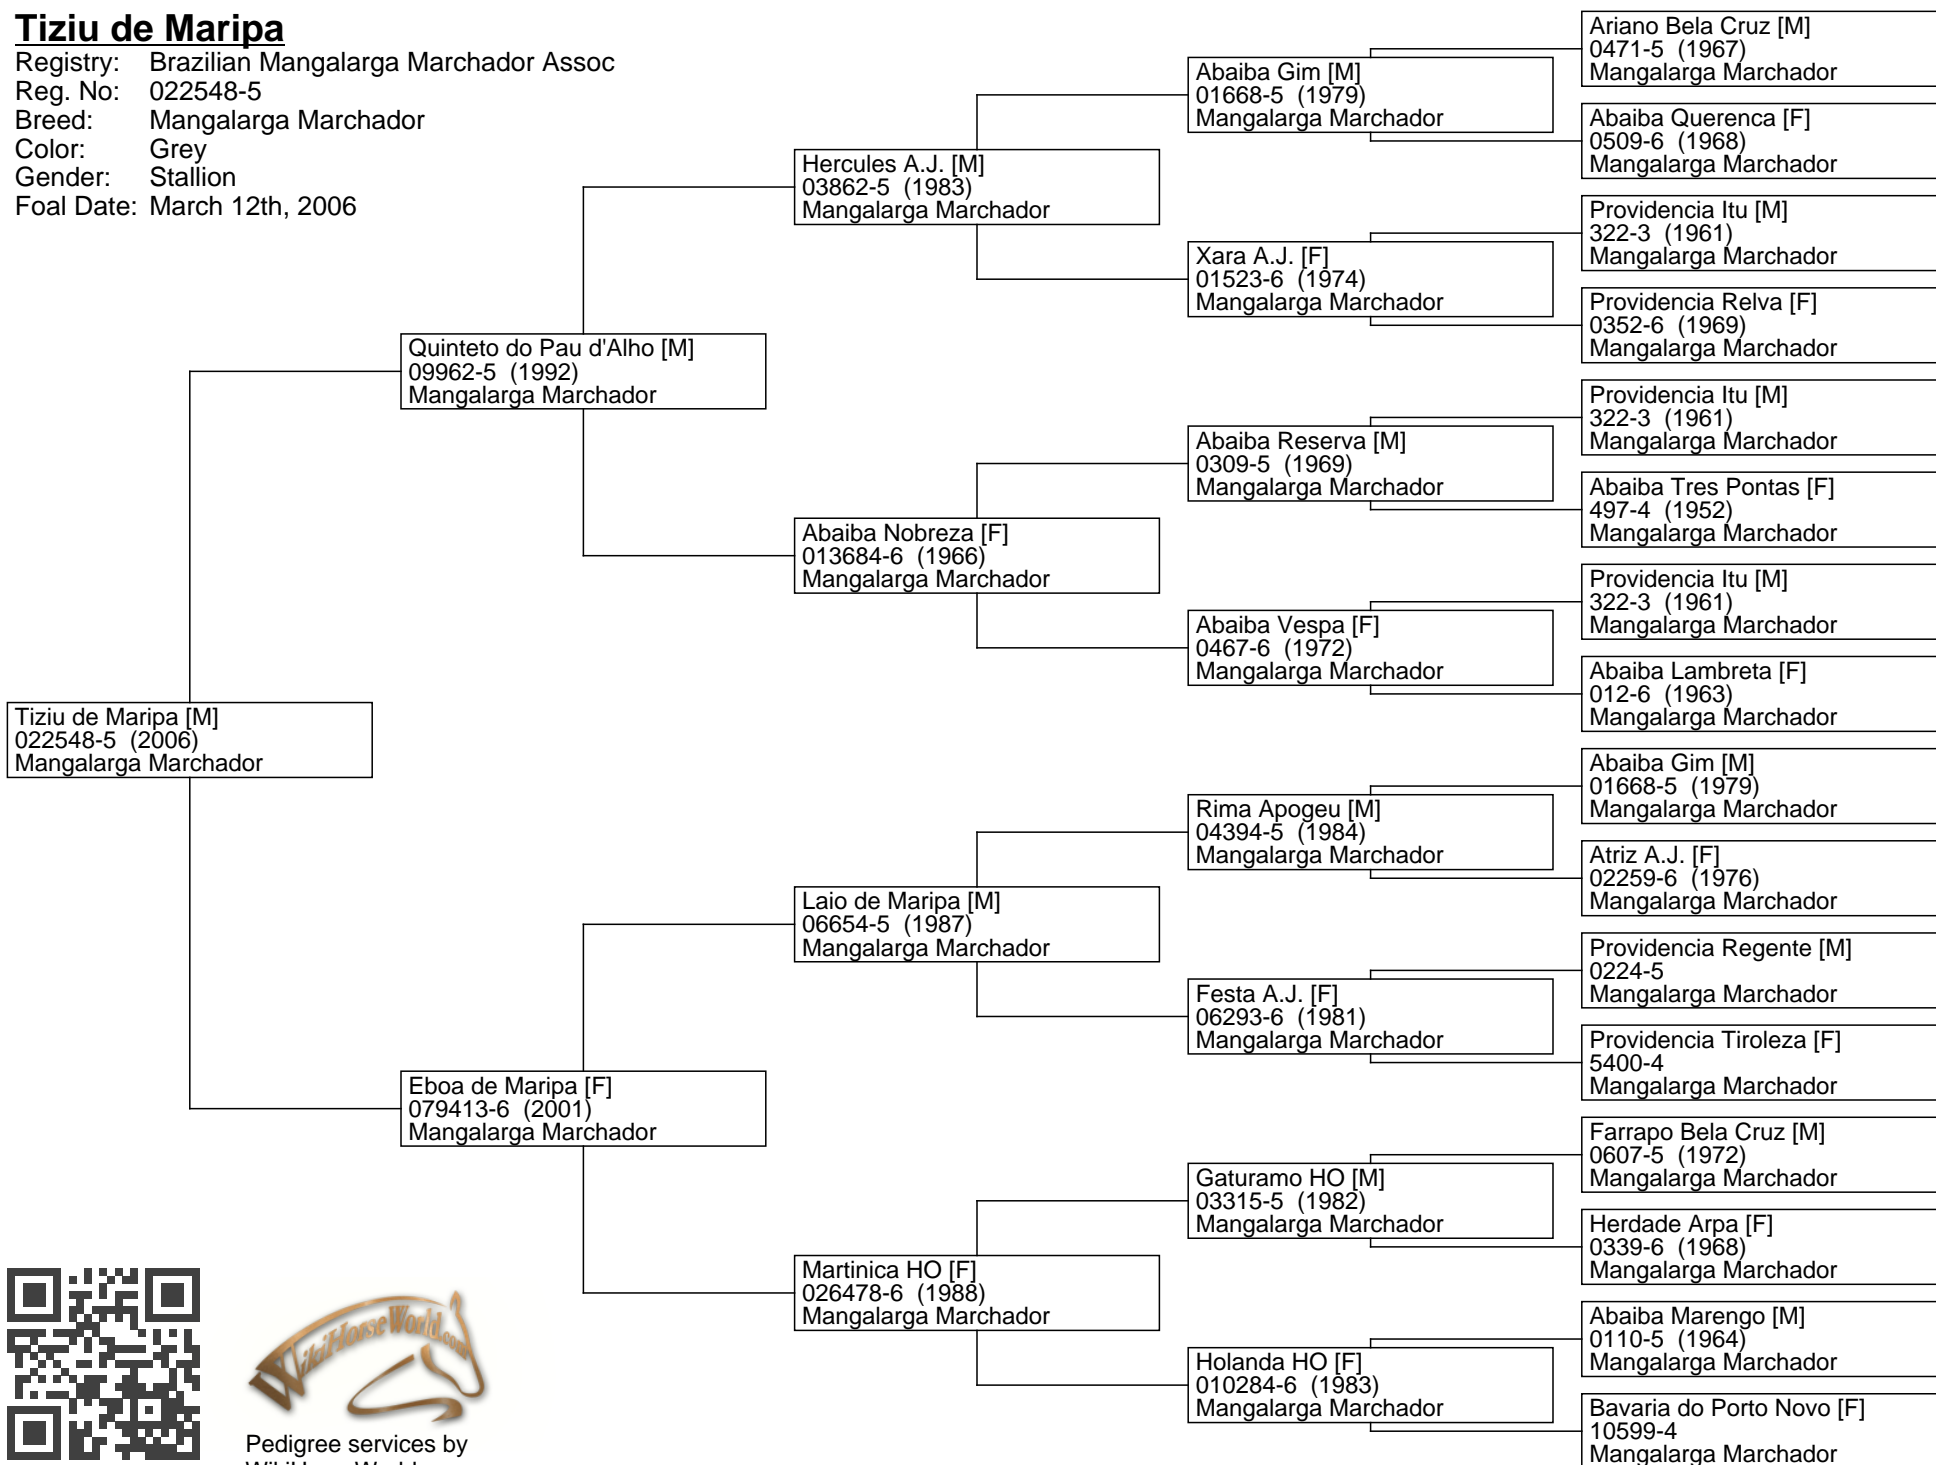 Tiziu de Maripa
Registry: Brazilian Mangalarga Marchador Assoc
Reg. No: 022548-5
Breed: Mangalarga Marchador
Color: Grey
Gender: Stallion
Foal Date: March 12th, 2006
Tiziu de Maripa [M]
022548-5 (2006)
Mangalarga Marchador
Quinteto do Pau d'Alho [M]
09962-5 (1992)
Mangalarga Marchador
Eboa de Maripa [F]
079413-6 (2001)
Mangalarga Marchador
Hercules A.J. [M]
03862-5 (1983)
Mangalarga Marchador
Abaiba Nobreza [F]
013684-6 (1966)
Mangalarga Marchador
Laio de Maripa [M]
06654-5 (1987)
Mangalarga Marchador
Martinica HO [F]
026478-6 (1988)
Mangalarga Marchador
Abaiba Gim [M]
01668-5 (1979)
Mangalarga Marchador
Xara A.J. [F]
01523-6 (1974)
Mangalarga Marchador
Abaiba Reserva [M]
0309-5 (1969)
Mangalarga Marchador
Abaiba Vespa [F]
0467-6 (1972)
Mangalarga Marchador
Rima Apogeu [M]
04394-5 (1984)
Mangalarga Marchador
Festa A.J. [F]
06293-6 (1981)
Mangalarga Marchador
Gaturamo HO [M]
03315-5 (1982)
Mangalarga Marchador
Holanda HO [F]
010284-6 (1983)
Mangalarga Marchador
Ariano Bela Cruz [M]
0471-5 (1967)
Mangalarga Marchador
Abaiba Querenca [F]
0509-6 (1968)
Mangalarga Marchador
Providencia Itu [M]
322-3 (1961)
Mangalarga Marchador
Providencia Relva [F]
0352-6 (1969)
Mangalarga Marchador
Providencia Itu [M]
322-3 (1961)
Mangalarga Marchador
Abaiba Tres Pontas [F]
497-4 (1952)
Mangalarga Marchador
Providencia Itu [M]
322-3 (1961)
Mangalarga Marchador
Abaiba Lambreta [F]
012-6 (1963)
Mangalarga Marchador
Abaiba Gim [M]
01668-5 (1979)
Mangalarga Marchador
Atriz A.J. [F]
02259-6 (1976)
Mangalarga Marchador
Providencia Regente [M]
0224-5
Mangalarga Marchador
Providencia Tiroleza [F]
5400-4
Mangalarga Marchador
Farrapo Bela Cruz [M]
0607-5 (1972)
Mangalarga Marchador
Herdade Arpa [F]
0339-6 (1968)
Mangalarga Marchador
Abaiba Marengo [M]
0110-5 (1964)
Mangalarga Marchador
Bavaria do Porto Novo [F]
10599-4
Mangalarga Marchador
WikiHorseWorld.com
Pedigree services by